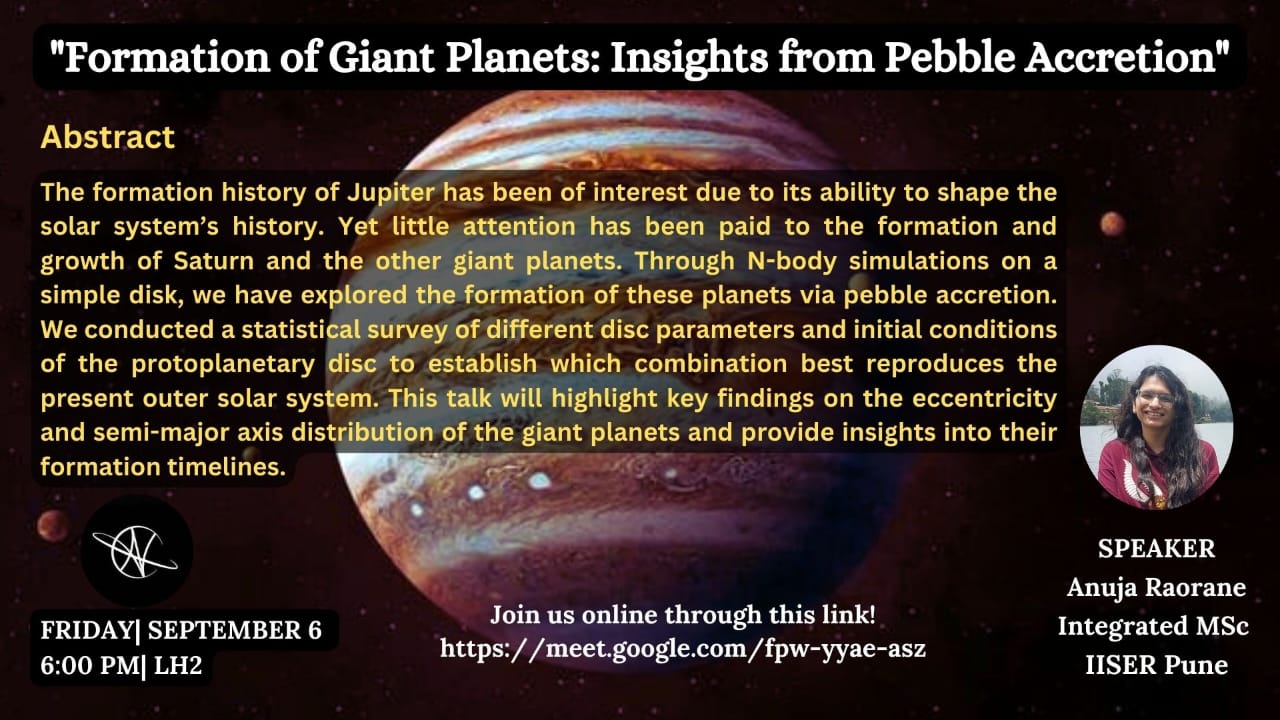 "Formation of Giant Planets: Insights from Pebble Accretion"
Abstract
The formation history of Jupiter has been of interest due to its ability to shape the
solar system’s history. Yet little attention has been paid to the formation and
growth of Saturn and the other giant planets. Through N-body simulations on a
simple disk, we have explored the formation of these planets via pebble accretion.
We conducted a statistical survey of different disc parameters and initial conditions
of the protoplanetary disc to establish which combination best reproduces the
present outer solar system. This talk will highlight key findings on the eccentricity
and semi-major axis distribution of the giant planets and provide insights into their
formation timelines.
FRIDAY| SEPTEMBER 6
6:00 PM| LH2
Join us online through this link!
https://meet.google.com/fpw-yyae-asz
SPEAKER
Anuja Raorane
Integrated MSc
IISER Pune